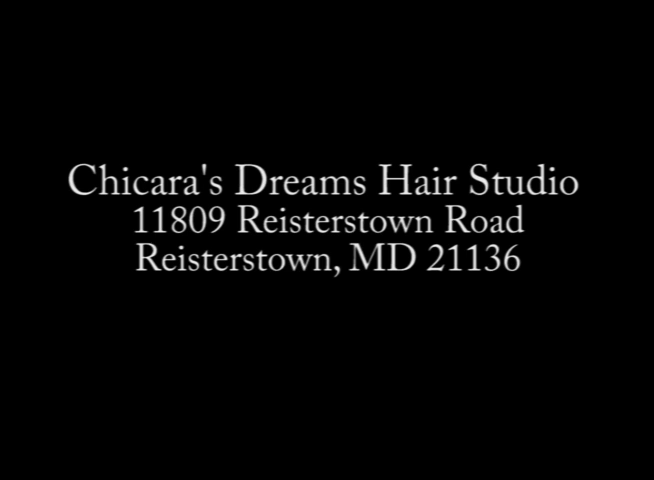 Chicara's Dreams Hair Studio
11809 Reisterstown Road
Reisterstown, MD 21136